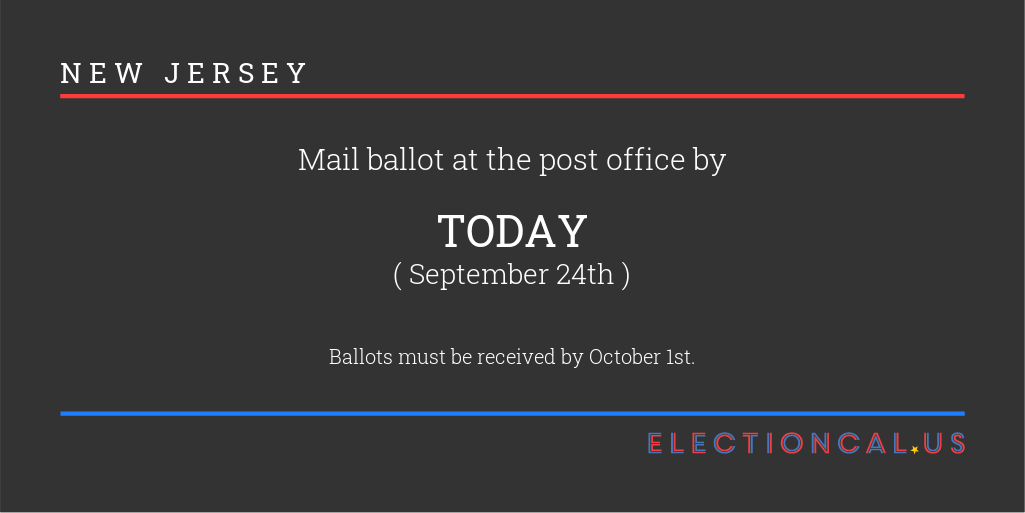 NEW JERSEY
Mail ballot at the post office by
TODAY
( September 24th )
Ballots must be received by October 1st.
ELECTIONCAL.US